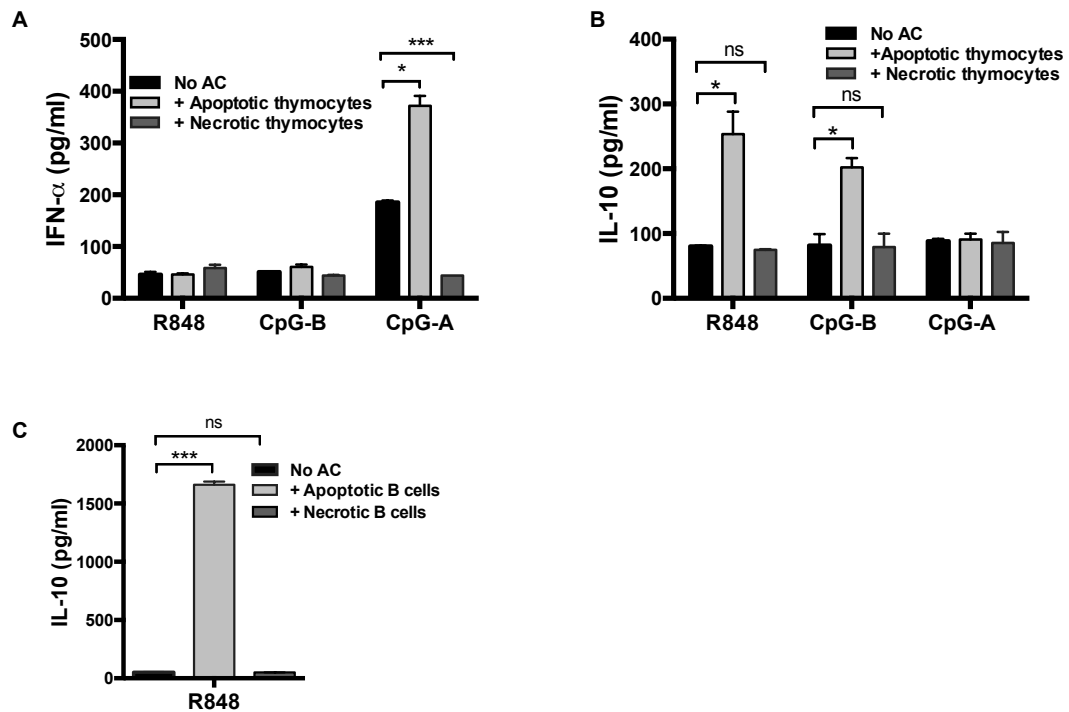 A
IFN-α (pg/ml)
500
400
300
200
100
0
***
*
No AC
+ Apoptotic thymocytes
+ Necrotic thymocytes
R848 CpG-B CpG-A
B
IL-10 (pg/ml)
400
300
200
100
0
No AC
+Apoptotic thymocytes
+ Necrotic thymocytes
ns
*
ns
*
R848 CpG-B CpG-A
C
IL-10 (pg/ml)
2000
1500
1000
500
0
ns
***
No AC
+ Apoptotic B cells
+ Necrotic B cells
R848